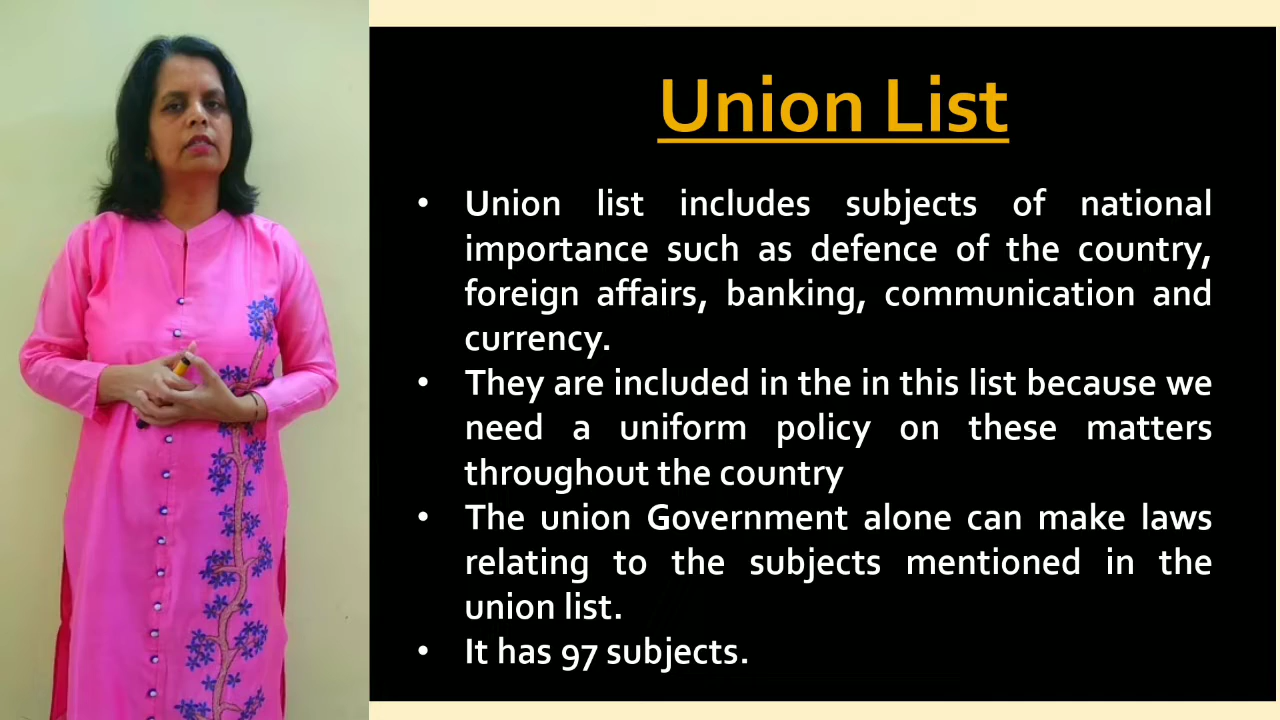 Union List
• Union list includes subjects of national
importance such as defence of the country,
foreign affairs, banking, communication and
currency.
• They are included in the in this list because we
need a uniform policy on these matters
throughout the country
• The union Government alone can make laws
relating to the subjects mentioned in the
union list.
• It has 97 subjects.